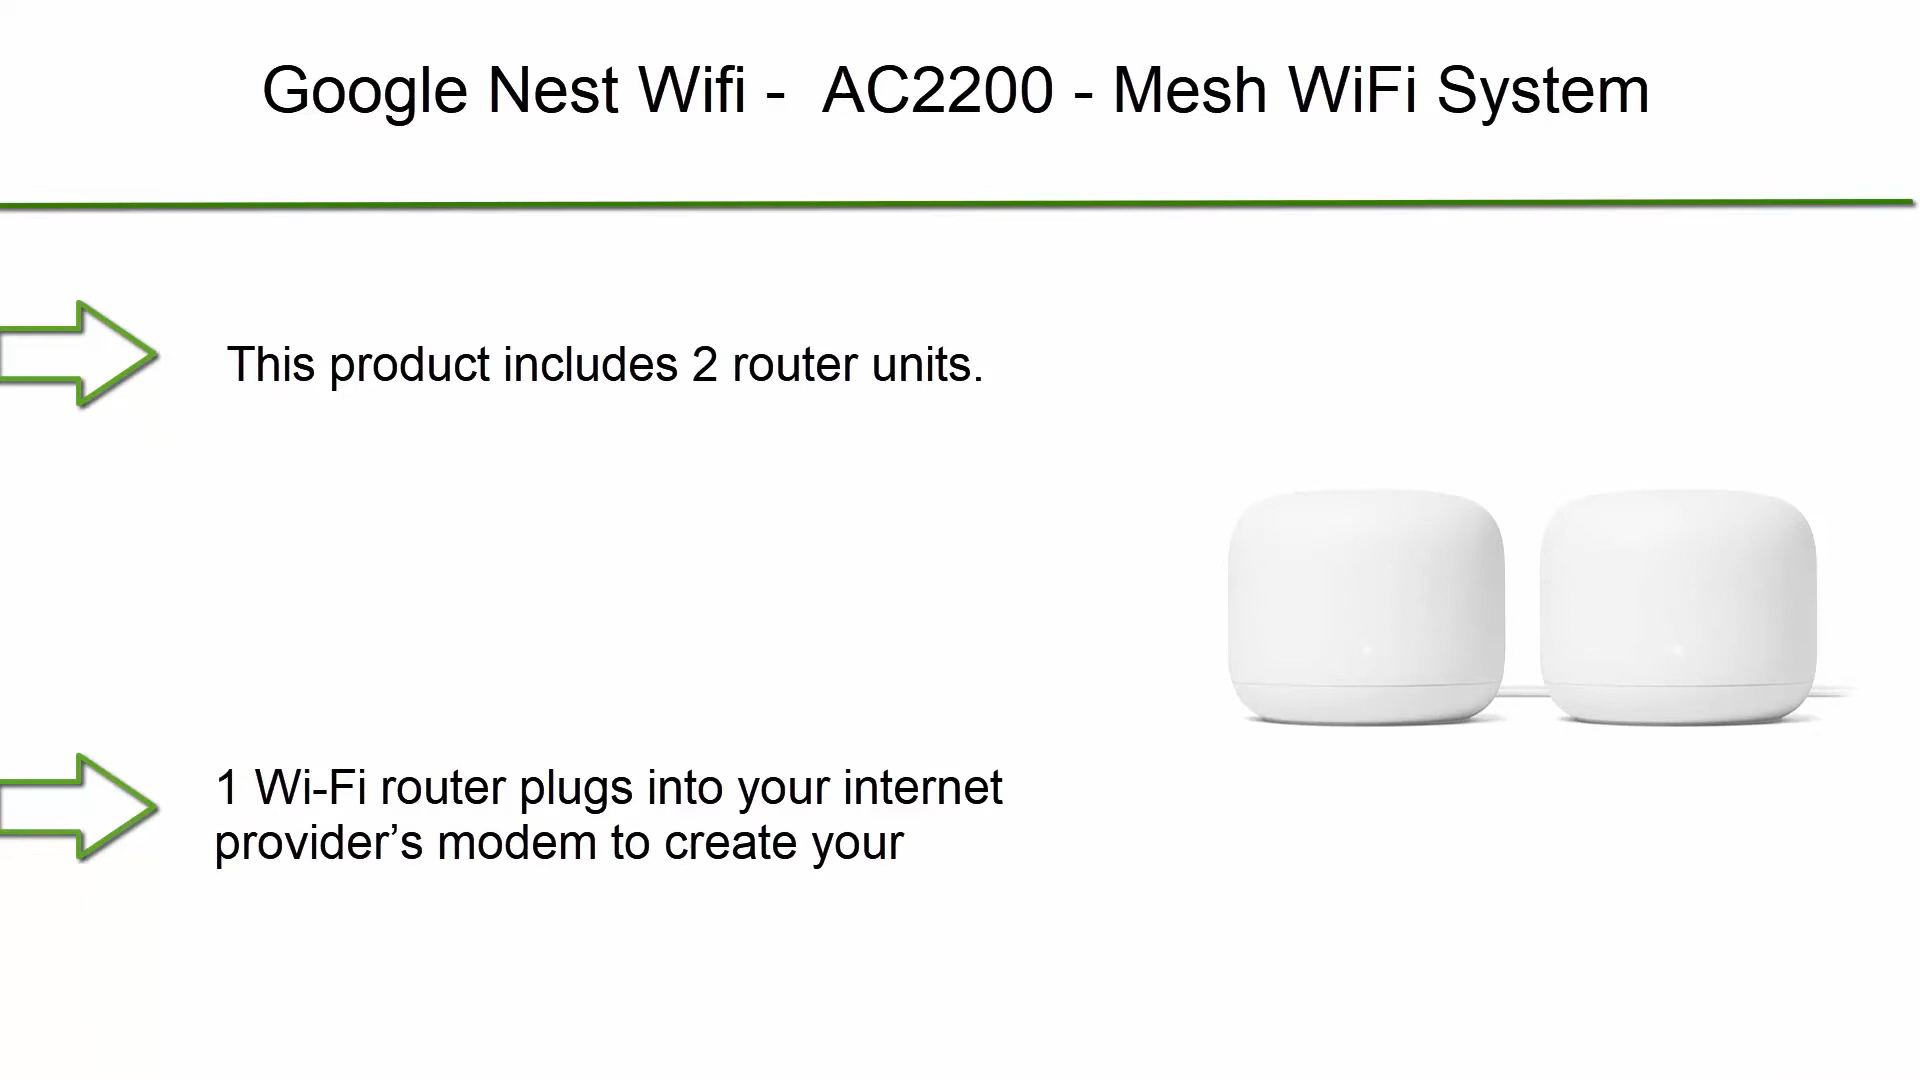 Google Nest Wifi -  AC2200 - Mesh WiFi System
This product includes 2 router units.
1 Wi-Fi router plugs into your internet
provider’s modem to create your